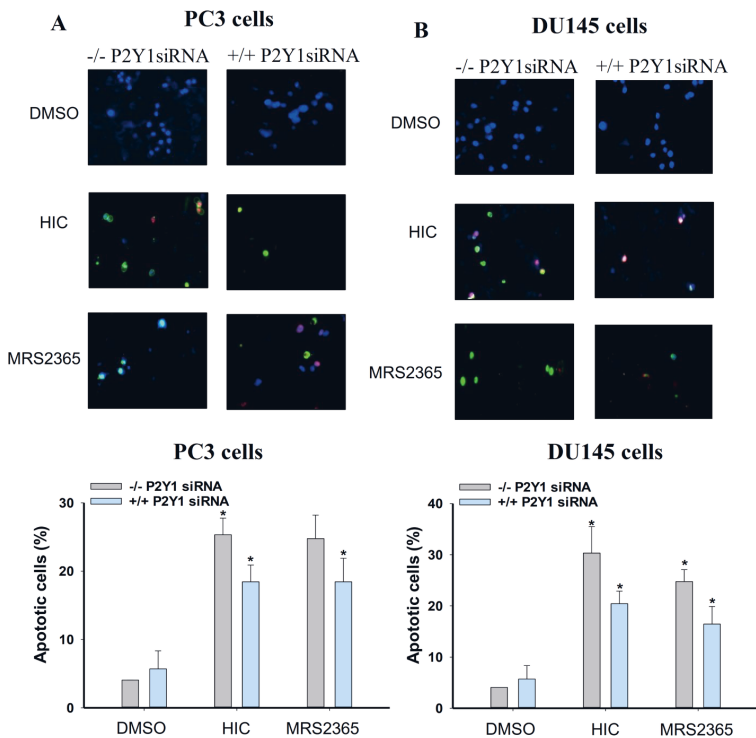 A
PC3 cells
-/- P2Y1siRNA +/+ P2Y1siRNA
DMSO
HIC
MRS2365
B
DU145 cells
-/- P2Y1siRNA +/+ P2Y1siRNA
DMSO
HIC
MRS2365
PC3 cells
-/- P2Y1 siRNA
+/+ P2Y1 siRNA
Apototic cells (%)
30
20
10
0
* * *
DMSO HIC MRS2365
DU145 cells
-/- P2Y1 siRNA
+/+ P2Y1 siRNA
Apototic cells (%)
40
30
20
10
0
* * * *
DMSO HIC MRS2365